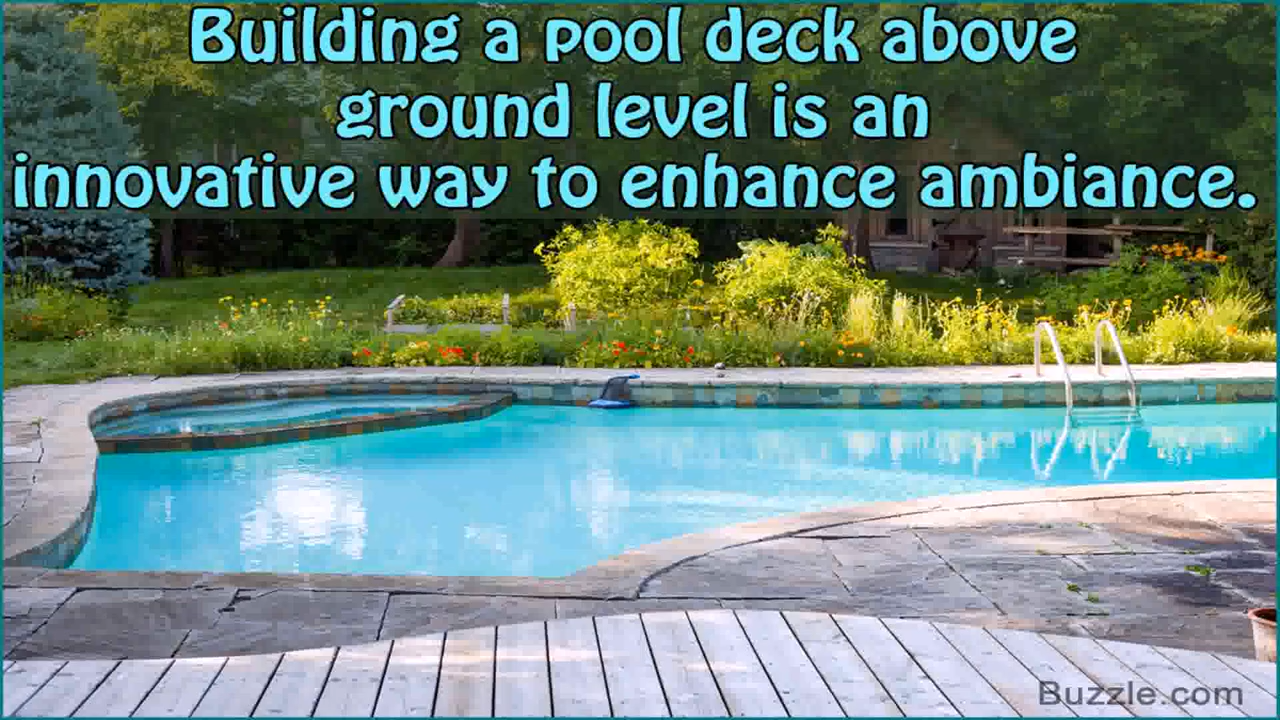 Building a pool deck above
ground level is an
innovative way to enhance ambiance.
Buzzle.com